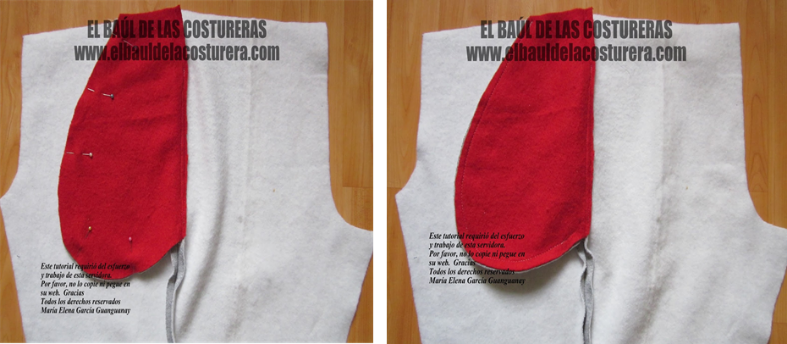 EL BAÚL DE LAS COSTURERAS
www.elbauldelacosturera.com
Este tutorial requirió del esfuerzo
y trabajo de esta servidora.
Por favor, no lo copie ni pegue en
su web. Gracias
Todos los derechos reservados
María Elena García Guanguanay
EL BAÚL DE LAS COSTURERAS
www.elbauldelacosturera.com
Este tutorial requirió del esfuerzo
y trabajo de esta servidora.
Por favor, no lo copie ni pegue en
su web. Gracias
Todos los derechos reservados
María Elena García Guanguanay